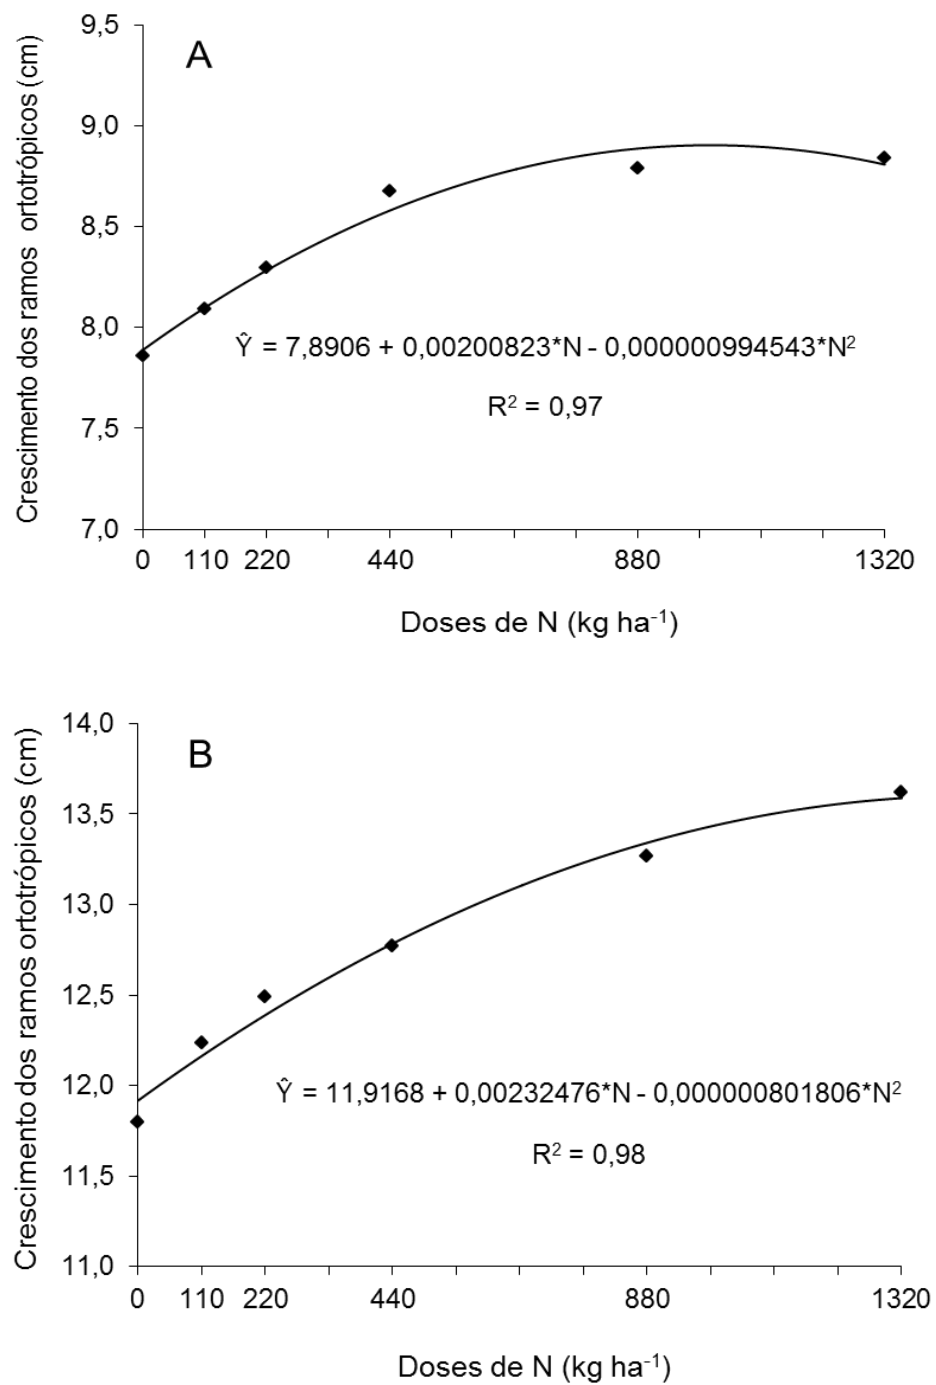 A
Crescimento dos ramos ortotrópicos (cm)
9,5
9,0
8,5
8,0
7,5
7,0
Ŷ = 7,8906 + 0,00200823*N - 0,000000994543*N²
R² = 0,97
0 110 220 440 880 1320
Doses de N (kg ha⁻¹)
B
Crescimento dos ramos ortotrópicos (cm)
14,0
13,5
13,0
12,5
12,0
11,5
11,0
Ŷ = 11,9168 + 0,00232476*N - 0,000000801806*N²
R² = 0,98
0 110 220 440 880 1320
Doses de N (kg ha⁻¹)